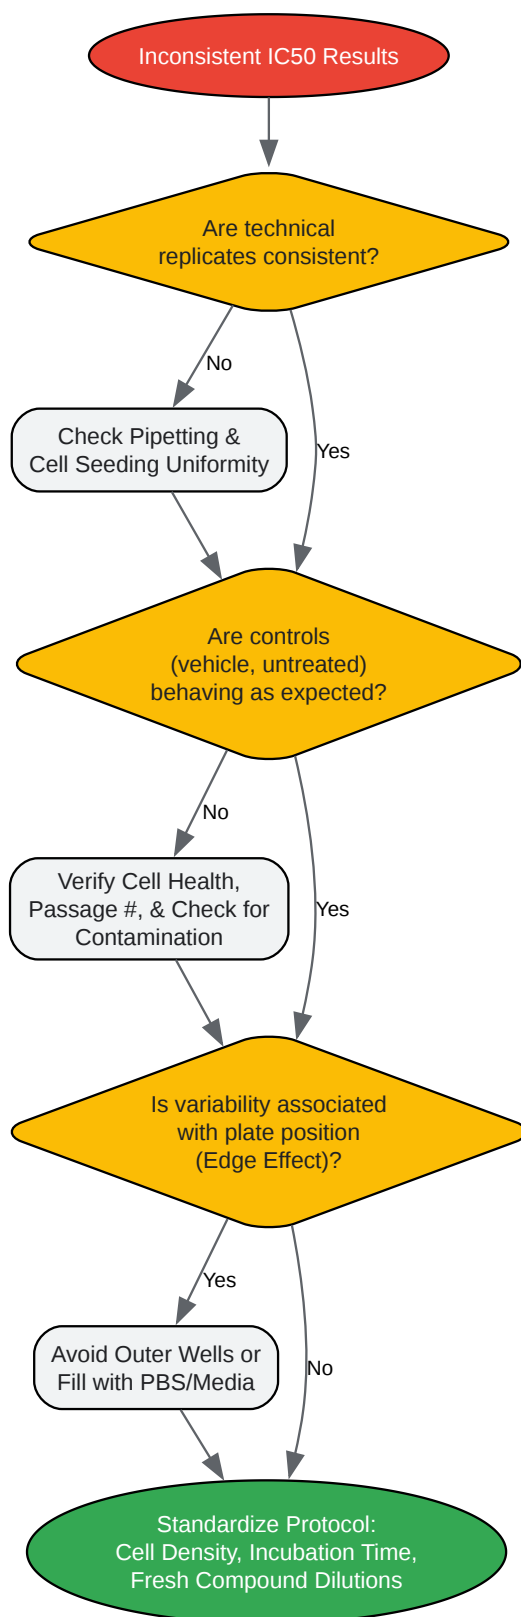 Inconsistent IC50 Results
Are technical
replicates consistent?
No
Check Pipetting &
Cell Seeding Uniformity
Yes
Are controls
(vehicle, untreated)
behaving as expected?
No
Verify Cell Health,
Passage #, & Check for
Contamination
Yes
Is variability associated
with plate position
(Edge Effect)?
Yes
Avoid Outer Wells or
Fill with PBS/Media
No
Standardize Protocol:
Cell Density, Incubation Time,
Fresh Compound Dilutions